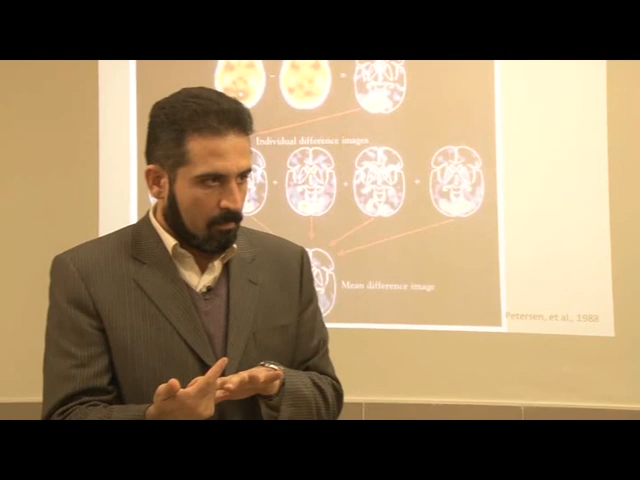 Individual difference images
Mean difference image
Petersen, et al., 1988